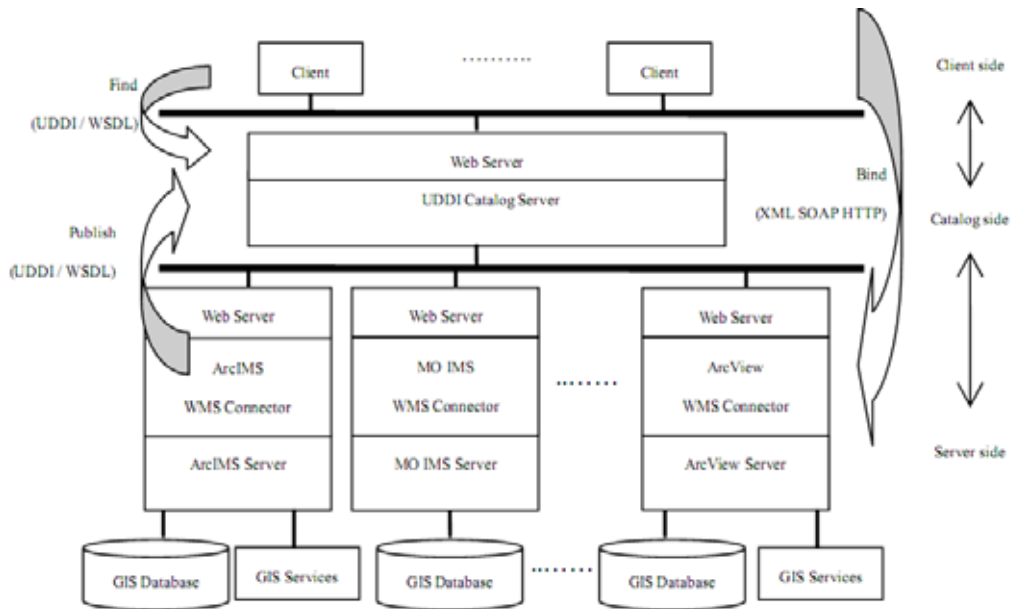 Client
Client
Client side
Find
(UDDI / WSDL)
Web Server
UDDI Catalog Server
Bind
(XML SOAP HTTP)
Catalog side
Publish
(UDDI / WSDL)
Web Server
Web Server
Web Server
ArcIMS
MO IMS
ArcView
WMS Connector
WMS Connector
WMS Connector
ArcIMS Server
MO IMS Server
ArcView Server
Server side
GIS Database
GIS Services
GIS Database
GIS Database
GIS Services